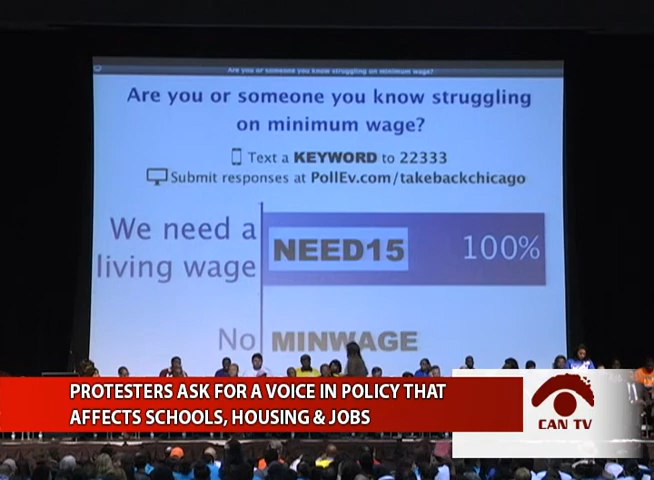 Are you or someone you know struggling on minimum wage?
Are you or someone you know struggling
on minimum wage?
Text a KEYWORD to 22333
Submit responses at PollEv.com/takebackchicago
We need a
living wage
NEED15
100%
No
MINWAGE
PROTESTERS ASK FOR A VOICE IN POLICY THAT
AFFECTS SCHOOLS, HOUSING & JOBS
CAN TV